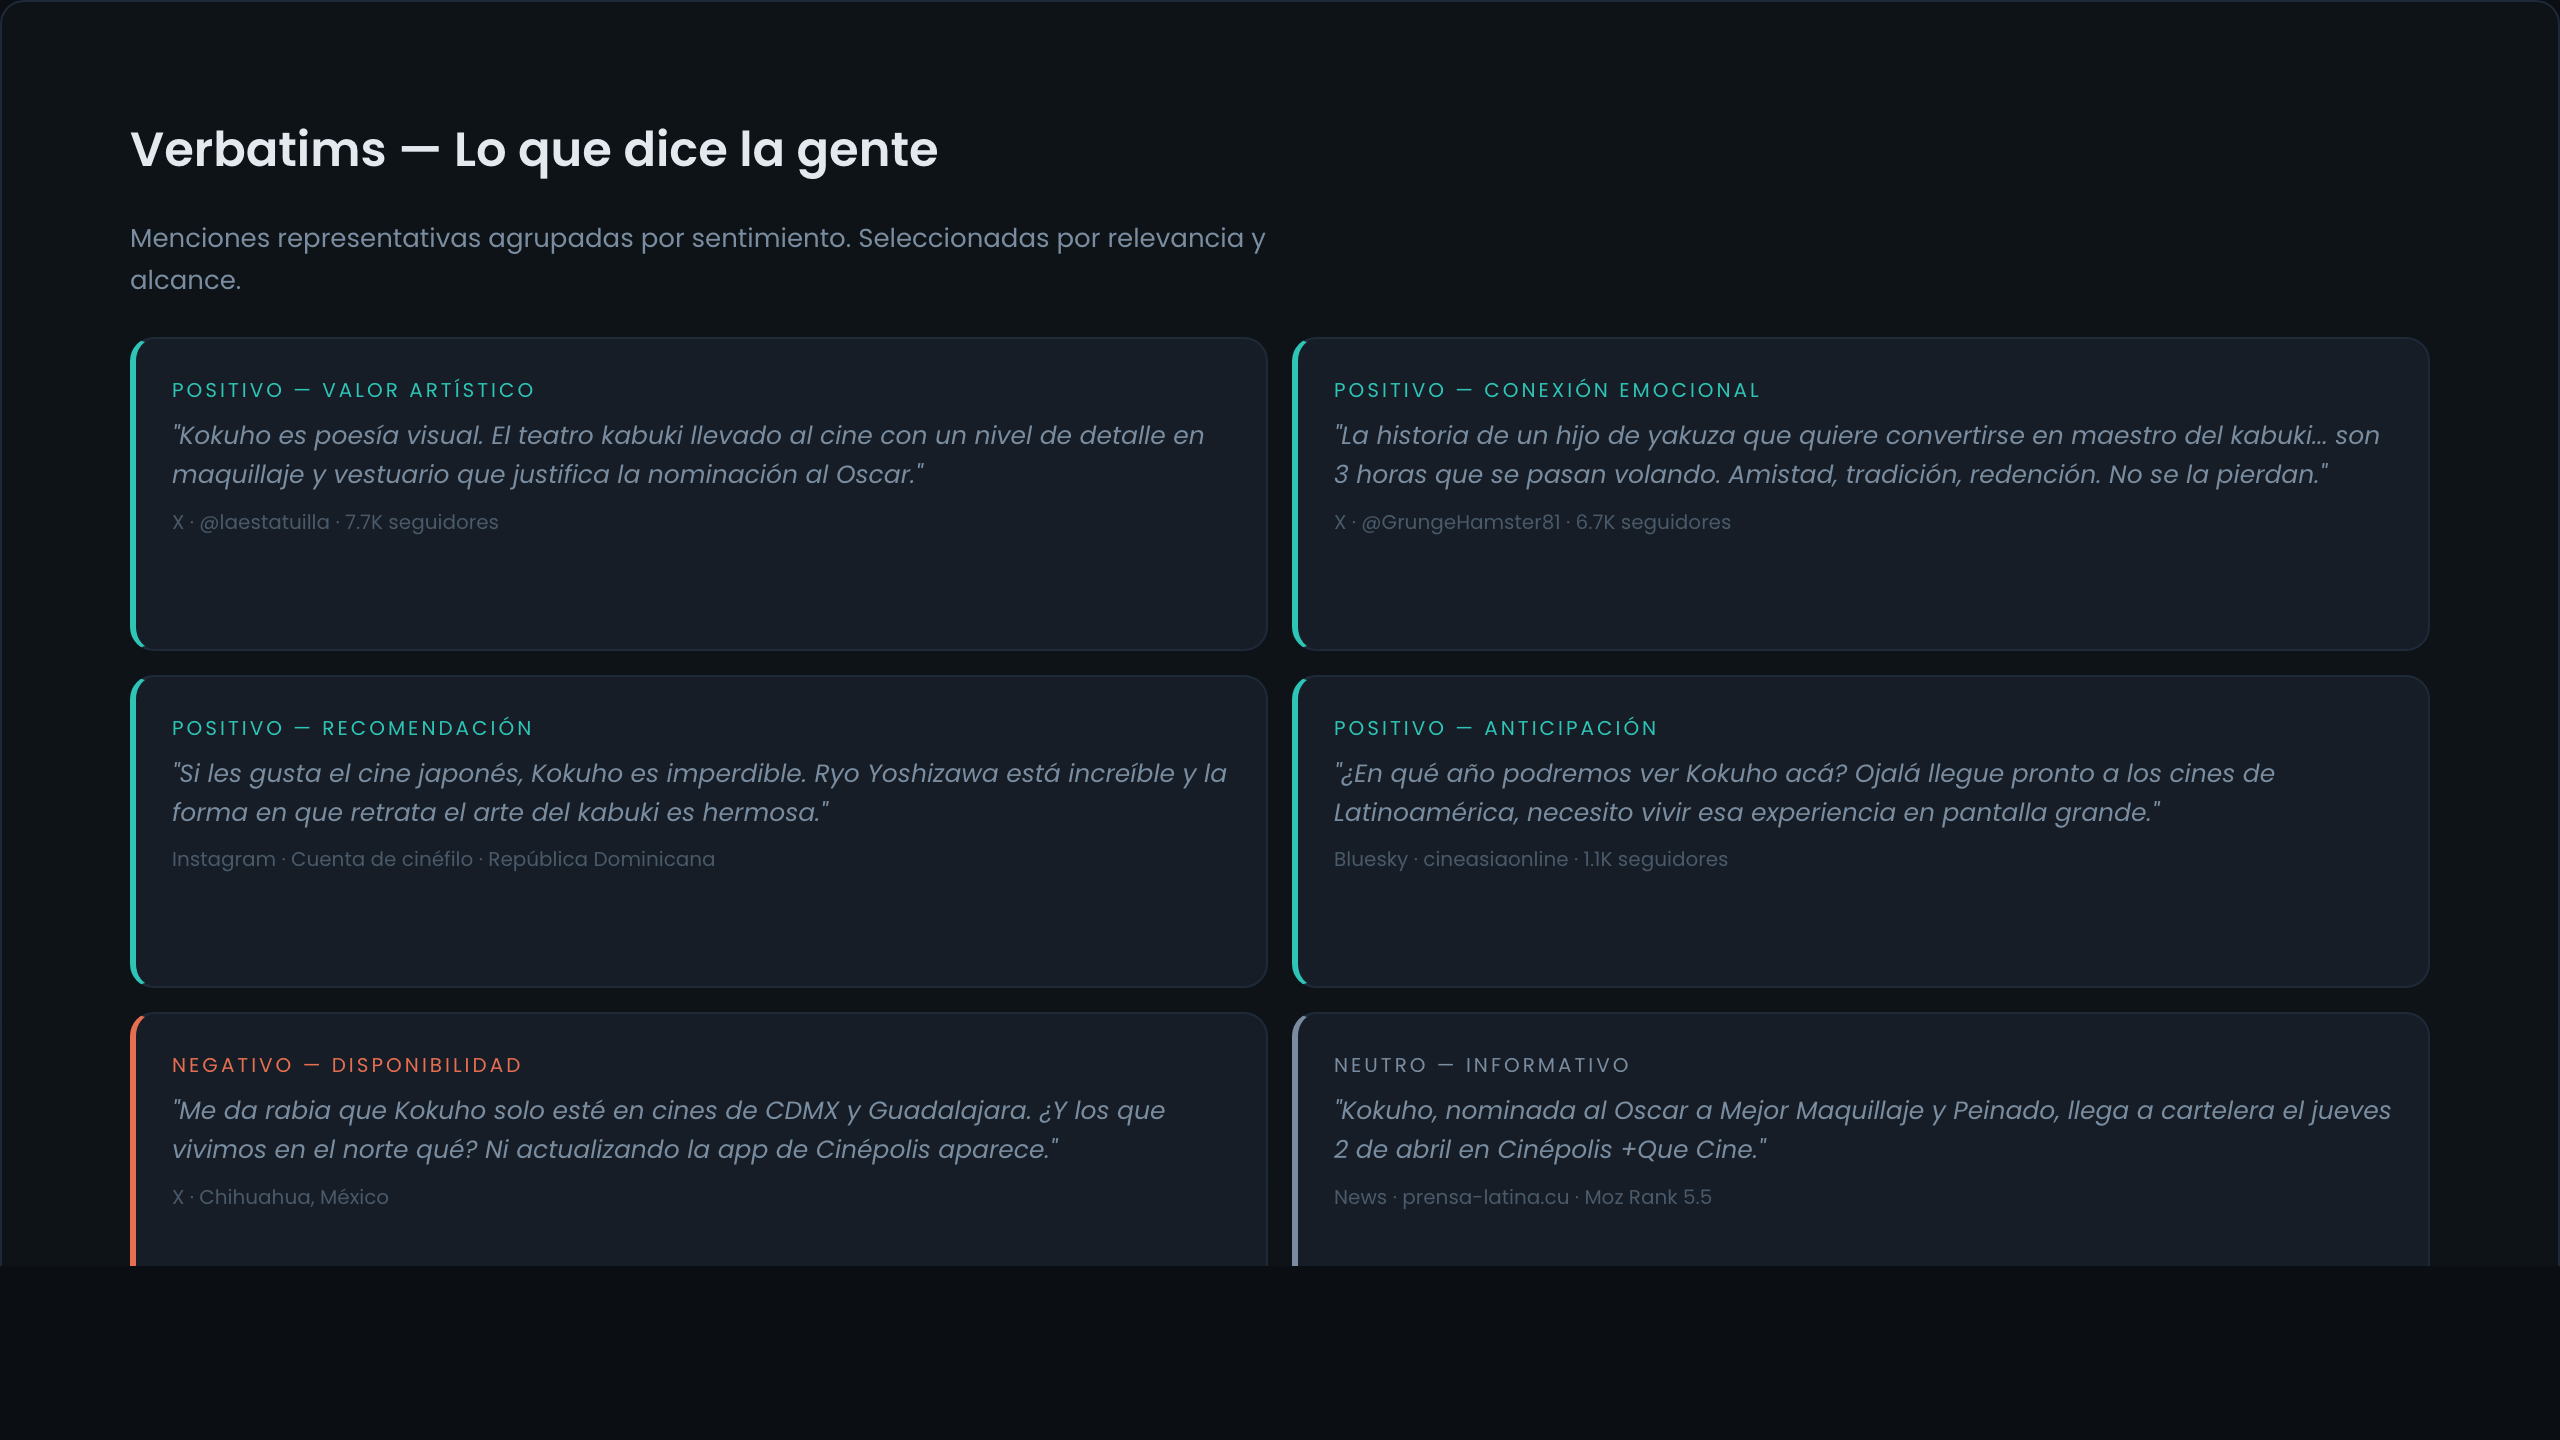 Verbatims — Lo que dice la gente
Menciones representativas agrupadas por sentimiento. Seleccionadas por relevancia y
alcance.
POSITIVO — VALOR ARTÍSTICO
"Kokuho es poesía visual. El teatro kabuki llevado al cine con un nivel de detalle en
maquillaje y vestuario que justifica la nominación al Oscar."
X · @laestatuilla · 7.7K seguidores
POSITIVO — CONEXIÓN EMOCIONAL
"La historia de un hijo de yakuza que quiere convertirse en maestro del kabuki... son
3 horas que se pasan volando. Amistad, tradición, redención. No se la pierdan."
X · @GrungeHamster81 · 6.7K seguidores
POSITIVO — RECOMENDACIÓN
"Si les gusta el cine japonés, Kokuho es imperdible. Ryo Yoshizawa está increíble y la
forma en que retrata el arte del kabuki es hermosa."
Instagram · Cuenta de cinéfilo · República Dominicana
POSITIVO — ANTICIPACIÓN
"¿En qué año podremos ver Kokuho acá? Ojalá llegue pronto a los cines de
Latinoamérica, necesito vivir esa experiencia en pantalla grande."
Bluesky · cineasiaonline · 1.1K seguidores
NEGATIVO — DISPONIBILIDAD
"Me da rabia que Kokuho solo esté en cines de CDMX y Guadalajara. ¿Y los que
vivimos en el norte qué? Ni actualizando la app de Cinépolis aparece."
X · Chihuahua, México
NEUTRO — INFORMATIVO
"Kokuho, nominada al Oscar a Mejor Maquillaje y Peinado, llega a cartelera el jueves
2 de abril en Cinépolis +Que Cine."
News · prensa-latina.cu · Moz Rank 5.5